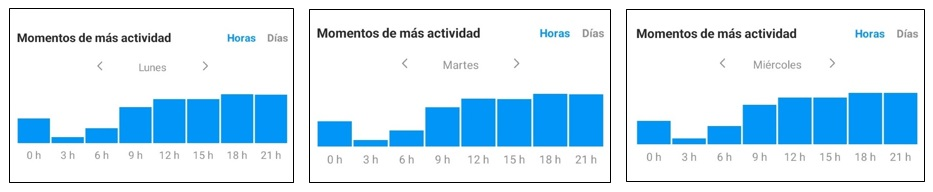 Momentos de más actividad Horas Días
< Lunes >
0 h 3 h 6 h 9 h 12 h 15 h 18 h 21 h
Momentos de más actividad Horas Días
< Martes >
0 h 3 h 6 h 9 h 12 h 15 h 18 h 21 h
Momentos de más actividad Horas Días
< Miércoles >
0 h 3 h 6 h 9 h 12 h 15 h 18 h 21 h